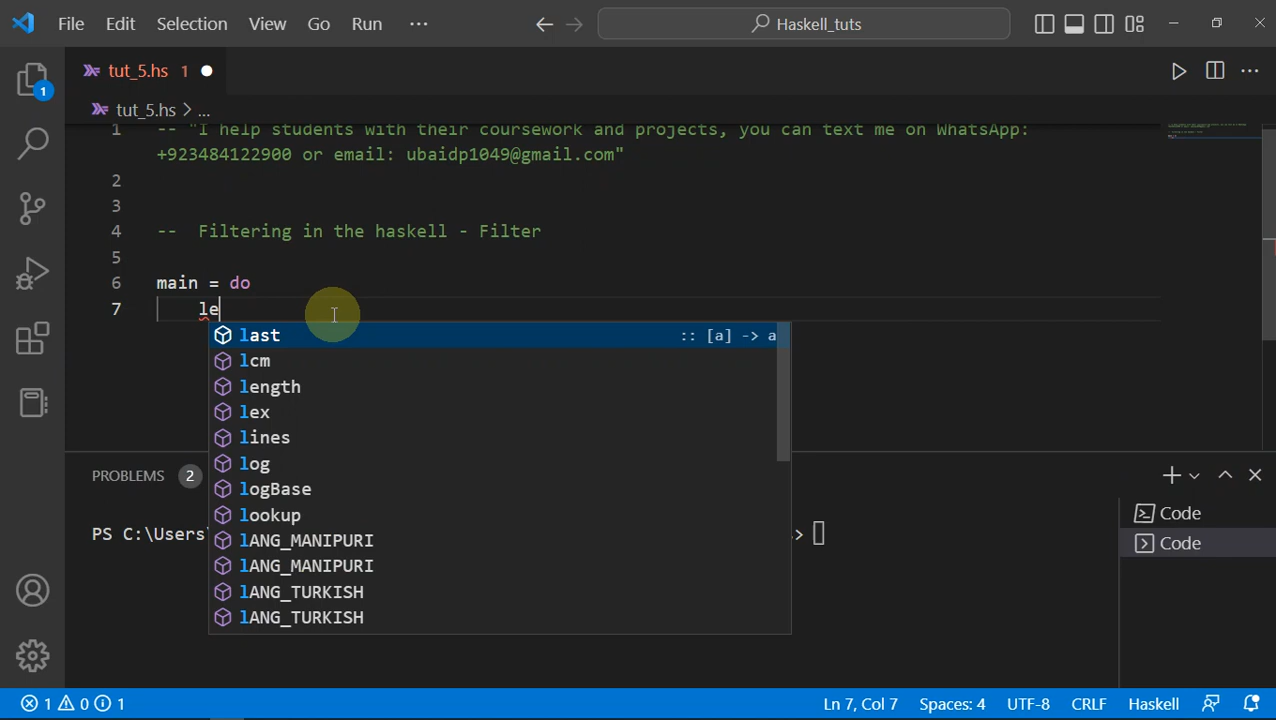 File Edit Selection View Go Run ··· ← → Haskell_tuts
tut_5.hs 1
tut_5.hs > ...
1 -- "I help students with their coursework and projects, you can text me on WhatsApp:
+923484122900 or email: ubaidp1049@gmail.com"
2
3
4 -- Filtering in the haskell - Filter
5
6 main = do
7 le
last :: [a] -> a
lcm
length
lex
lines
log
logBase
lookup
lANG_MANIPURI
lANG_MANIPURI
lANG_TURKISH
lANG_TURKISH
1
PROBLEMS 2
PS C:\Users\
>
Code
Code
1 0 1 Ln 7, Col 7 Spaces: 4 UTF-8 CRLF Haskell